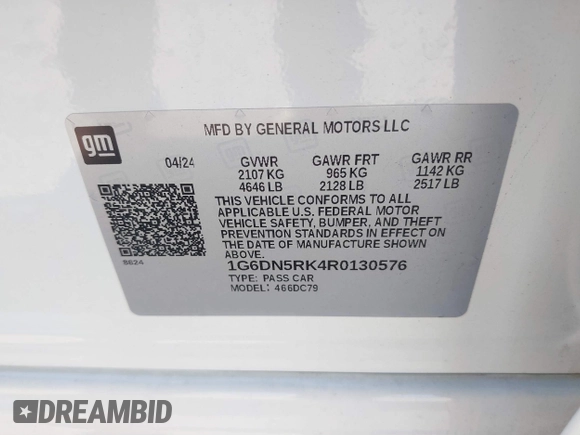 gm
MFD BY GENERAL MOTORS LLC
04/24 GVWR GAWR FRT GAWR RR
2107 KG 965 KG 1142 KG
4646 LB 2128 LB 2517 LB
THIS VEHICLE CONFORMS TO ALL
APPLICABLE U.S. FEDERAL MOTOR
VEHICLE SAFETY, BUMPER, AND THEFT
PREVENTION STANDARDS IN EFFECT ON
THE DATE OF MANUFACTURE SHOWN
ABOVE.
8624
1G6DN5RK4R0130576
TYPE: PASS CAR
MODEL: 466DC79
DREAMBID